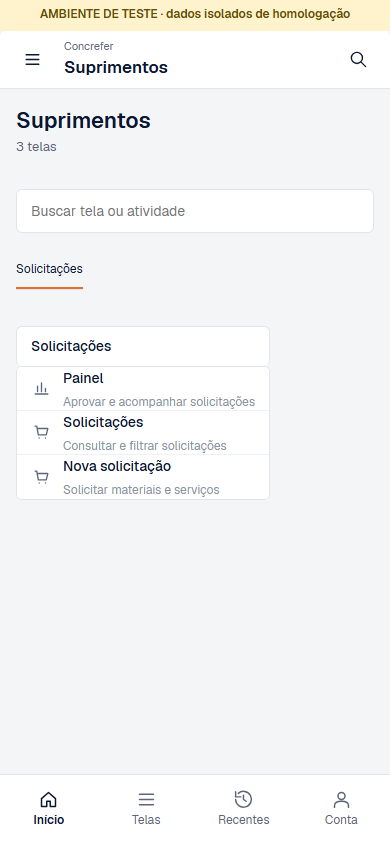 AMBIENTE DE TESTE · dados isolados de homologação
Concrefer
Suprimentos
Suprimentos
3 telas
Buscar tela ou atividade
Solicitações
Solicitações
Painel
Aprovar e acompanhar solicitações
Solicitações
Consultar e filtrar solicitações
Nova solicitação
Solicitar materiais e serviços
Início
Telas
Recentes
Conta